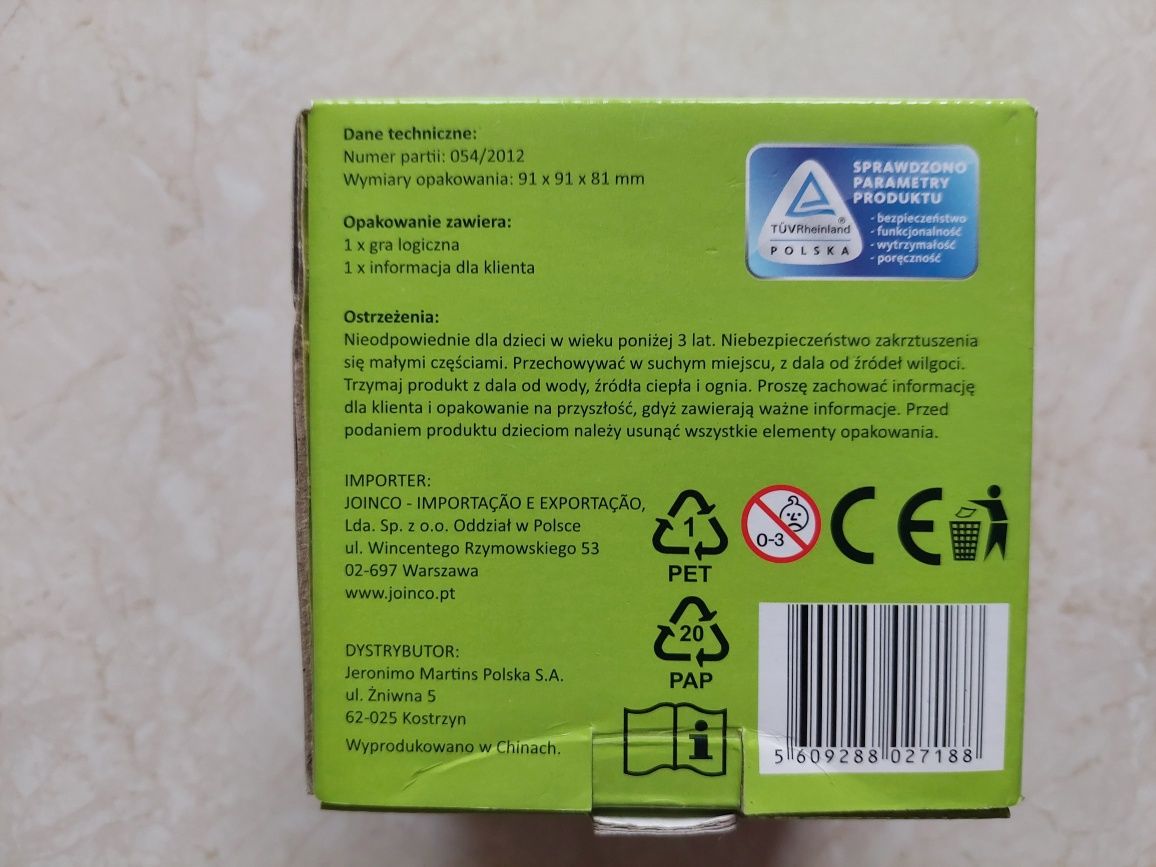 Dane techniczne:
Numer partii: 054/2012
Wymiary opakowania: 91 x 91 x 81 mm
Opakowanie zawiera:
1 x gra logiczna
1 x informacja dla klienta
SPRAWDZONO
PARAMETRY
PRODUKTU
- bezpieczeństwo
- funkcjonalność
- wytrzymałość
- poręczność
®
TÜVRheinland
POLSKA
Ostrzeżenia:
Nieodpowiednie dla dzieci w wieku poniżej 3 lat. Niebezpieczeństwo zakrztuszenia
się małymi częściami. Przechowywać w suchym miejscu, z dala od źródeł wilgoci.
Trzymaj produkt z dala od wody, źródła ciepła i ognia. Proszę zachować informację
dla klienta i opakowanie na przyszłość, gdyż zawierają ważne informacje. Przed
podaniem produktu dzieciom należy usunąć wszystkie elementy opakowania.
IMPORTER:
JOINCO - IMPORTAÇÃO E EXPORTAÇÃO,
Lda. Sp. z o.o. Oddział w Polsce
ul. Wincentego Rzymowskiego 53
02-697 Warszawa
www.joinco.pt
1
PET
0-3
CE
20
PAP
DYSTRYBUTOR:
Jeronimo Martins Polska S.A.
ul. Żniwna 5
62-025 Kostrzyn
Wyprodukowano w Chinach.
i
5 609288 027188